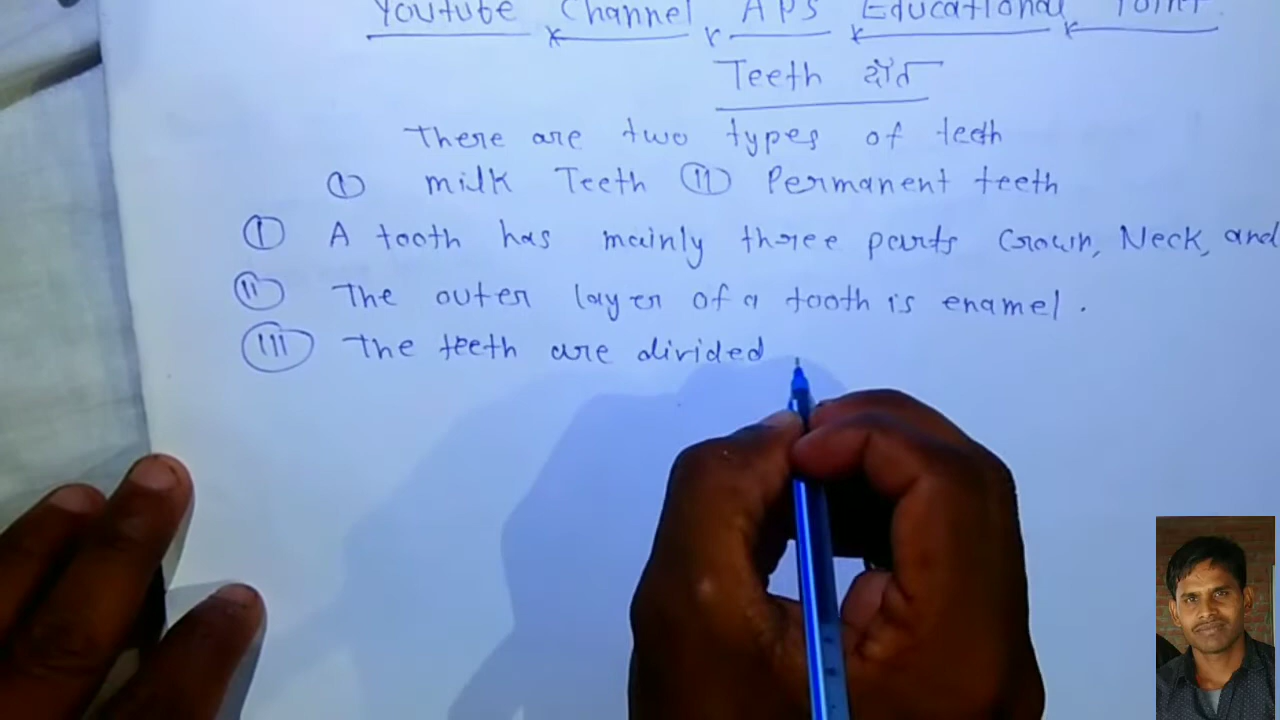 Youtube Channel APS Educational Point
Teeth दाँत
There are two types of teeth
(I) milk Teeth (II) Permanent teeth
(I) A tooth has mainly three parts Crown, Neck, and
(II) The outer layer of a tooth is enamel.
(III) The teeth are divided